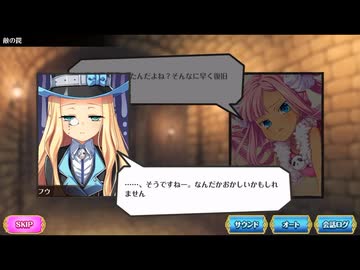 敵の罠
たんだよね？そんなに早く復旧
フウ
……、そうですねー。なんだかおかしいかもしれ
ません
SKIP
サウンド
オート
会話ログ